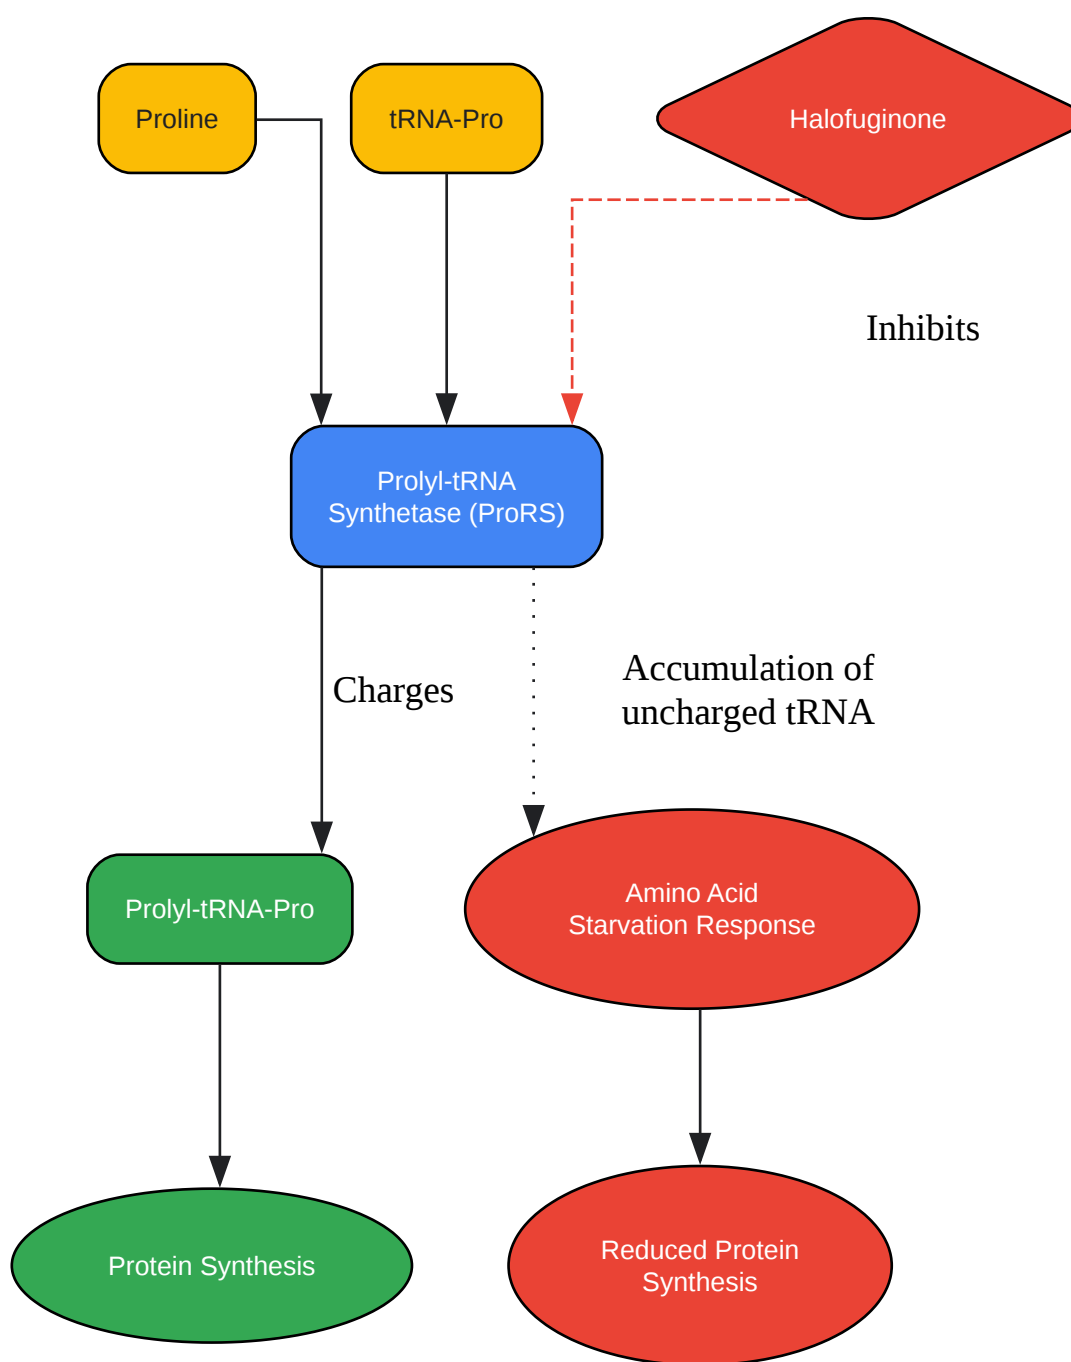 Proline
tRNA-Pro
Halofuginone
Inhibits
Prolyl-tRNA
Synthetase (ProRS)
Charges
Accumulation of
uncharged tRNA
Prolyl-tRNA-Pro
Amino Acid
Starvation Response
Protein Synthesis
Reduced Protein
Synthesis